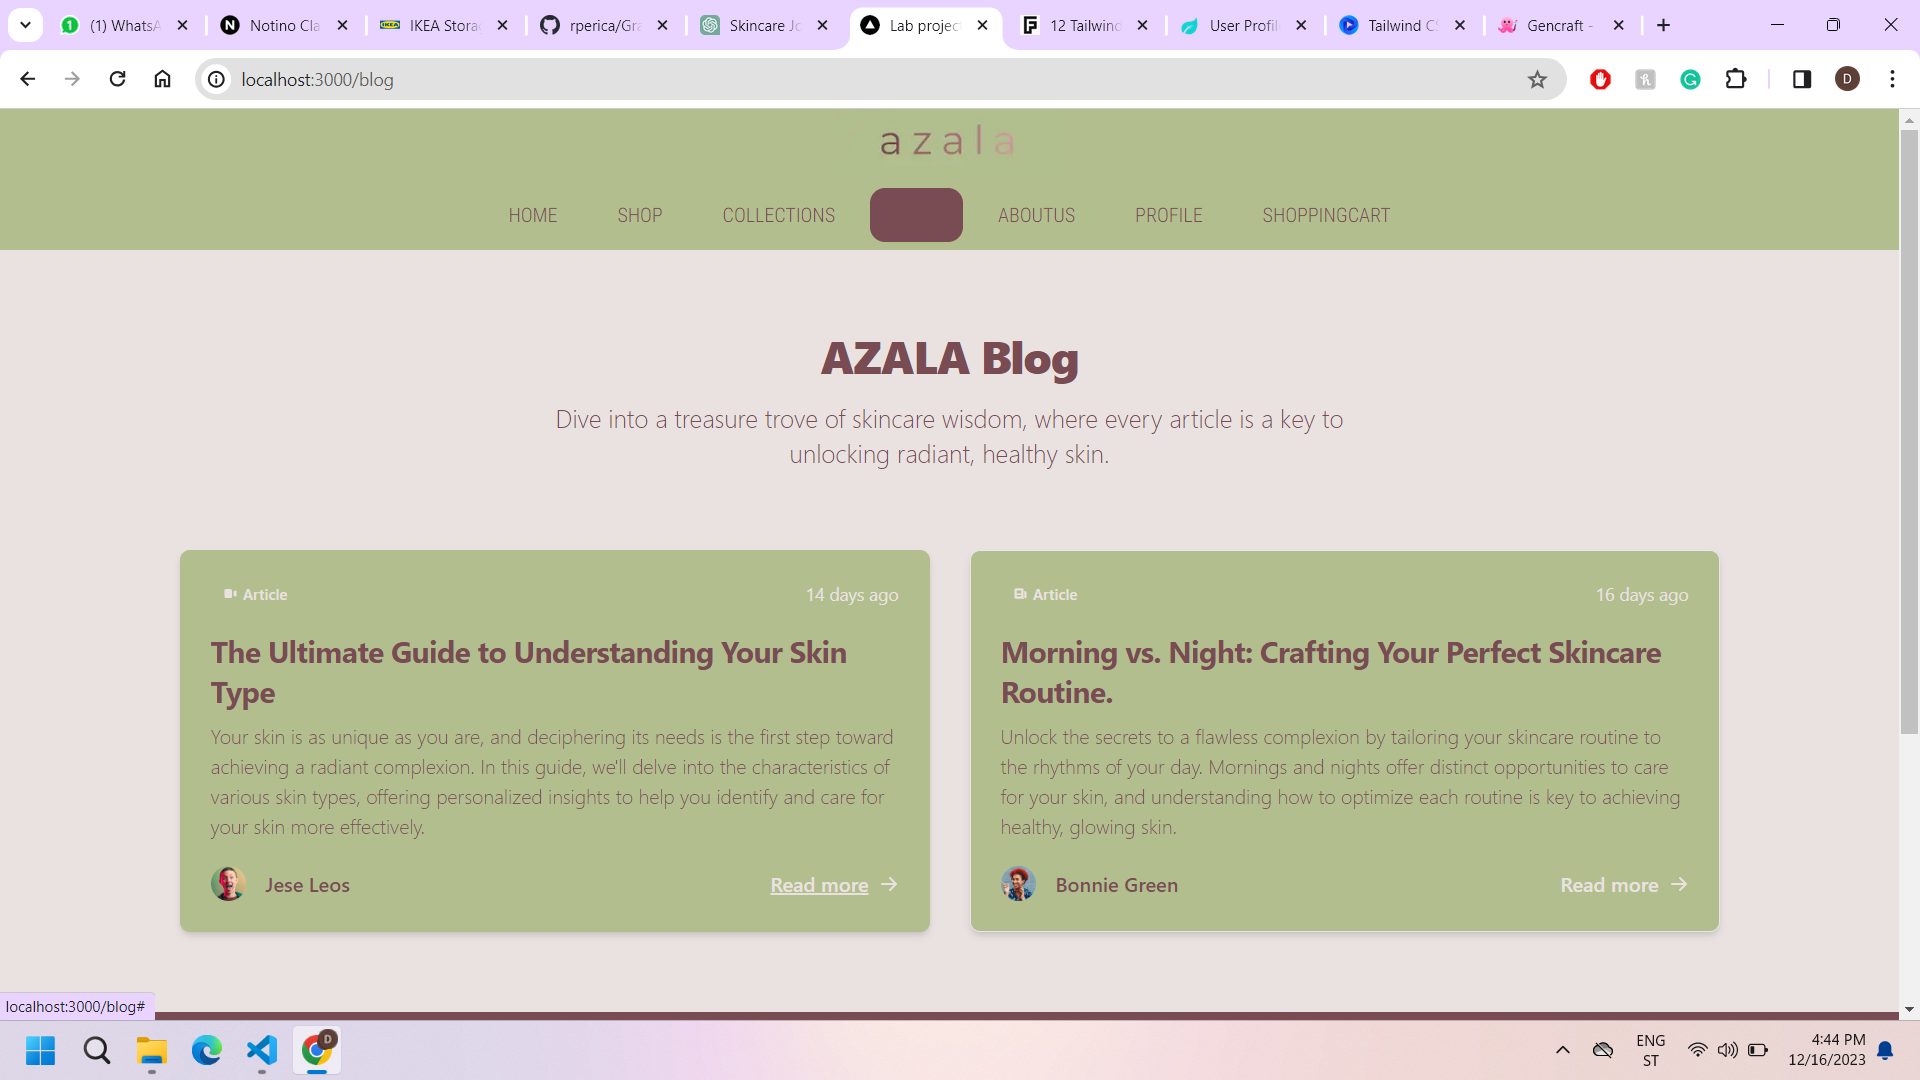 (1) WhatsA
Notino Cla
IKEA Stora
rperica/Gra
Skincare Jo
Lab project
12 Tailwind
User Profil
Tailwind CS
Gencraft -
localhost:3000/blog
D
azala
HOME
SHOP
COLLECTIONS
ABOUTUS
PROFILE
SHOPPINGCART
AZALA Blog
Dive into a treasure trove of skincare wisdom, where every article is a key to
unlocking radiant, healthy skin.
Article
14 days ago
The Ultimate Guide to Understanding Your Skin
Type
Your skin is as unique as you are, and deciphering its needs is the first step toward
achieving a radiant complexion. In this guide, we'll delve into the characteristics of
various skin types, offering personalized insights to help you identify and care for
your skin more effectively.
Jese Leos
Read more
Article
16 days ago
Morning vs. Night: Crafting Your Perfect Skincare
Routine.
Unlock the secrets to a flawless complexion by tailoring your skincare routine to
the rhythms of your day. Mornings and nights offer distinct opportunities to care
for your skin, and understanding how to optimize each routine is key to achieving
healthy, glowing skin.
Bonnie Green
Read more
localhost:3000/blog#
D
ENG
ST
4:44 PM
12/16/2023